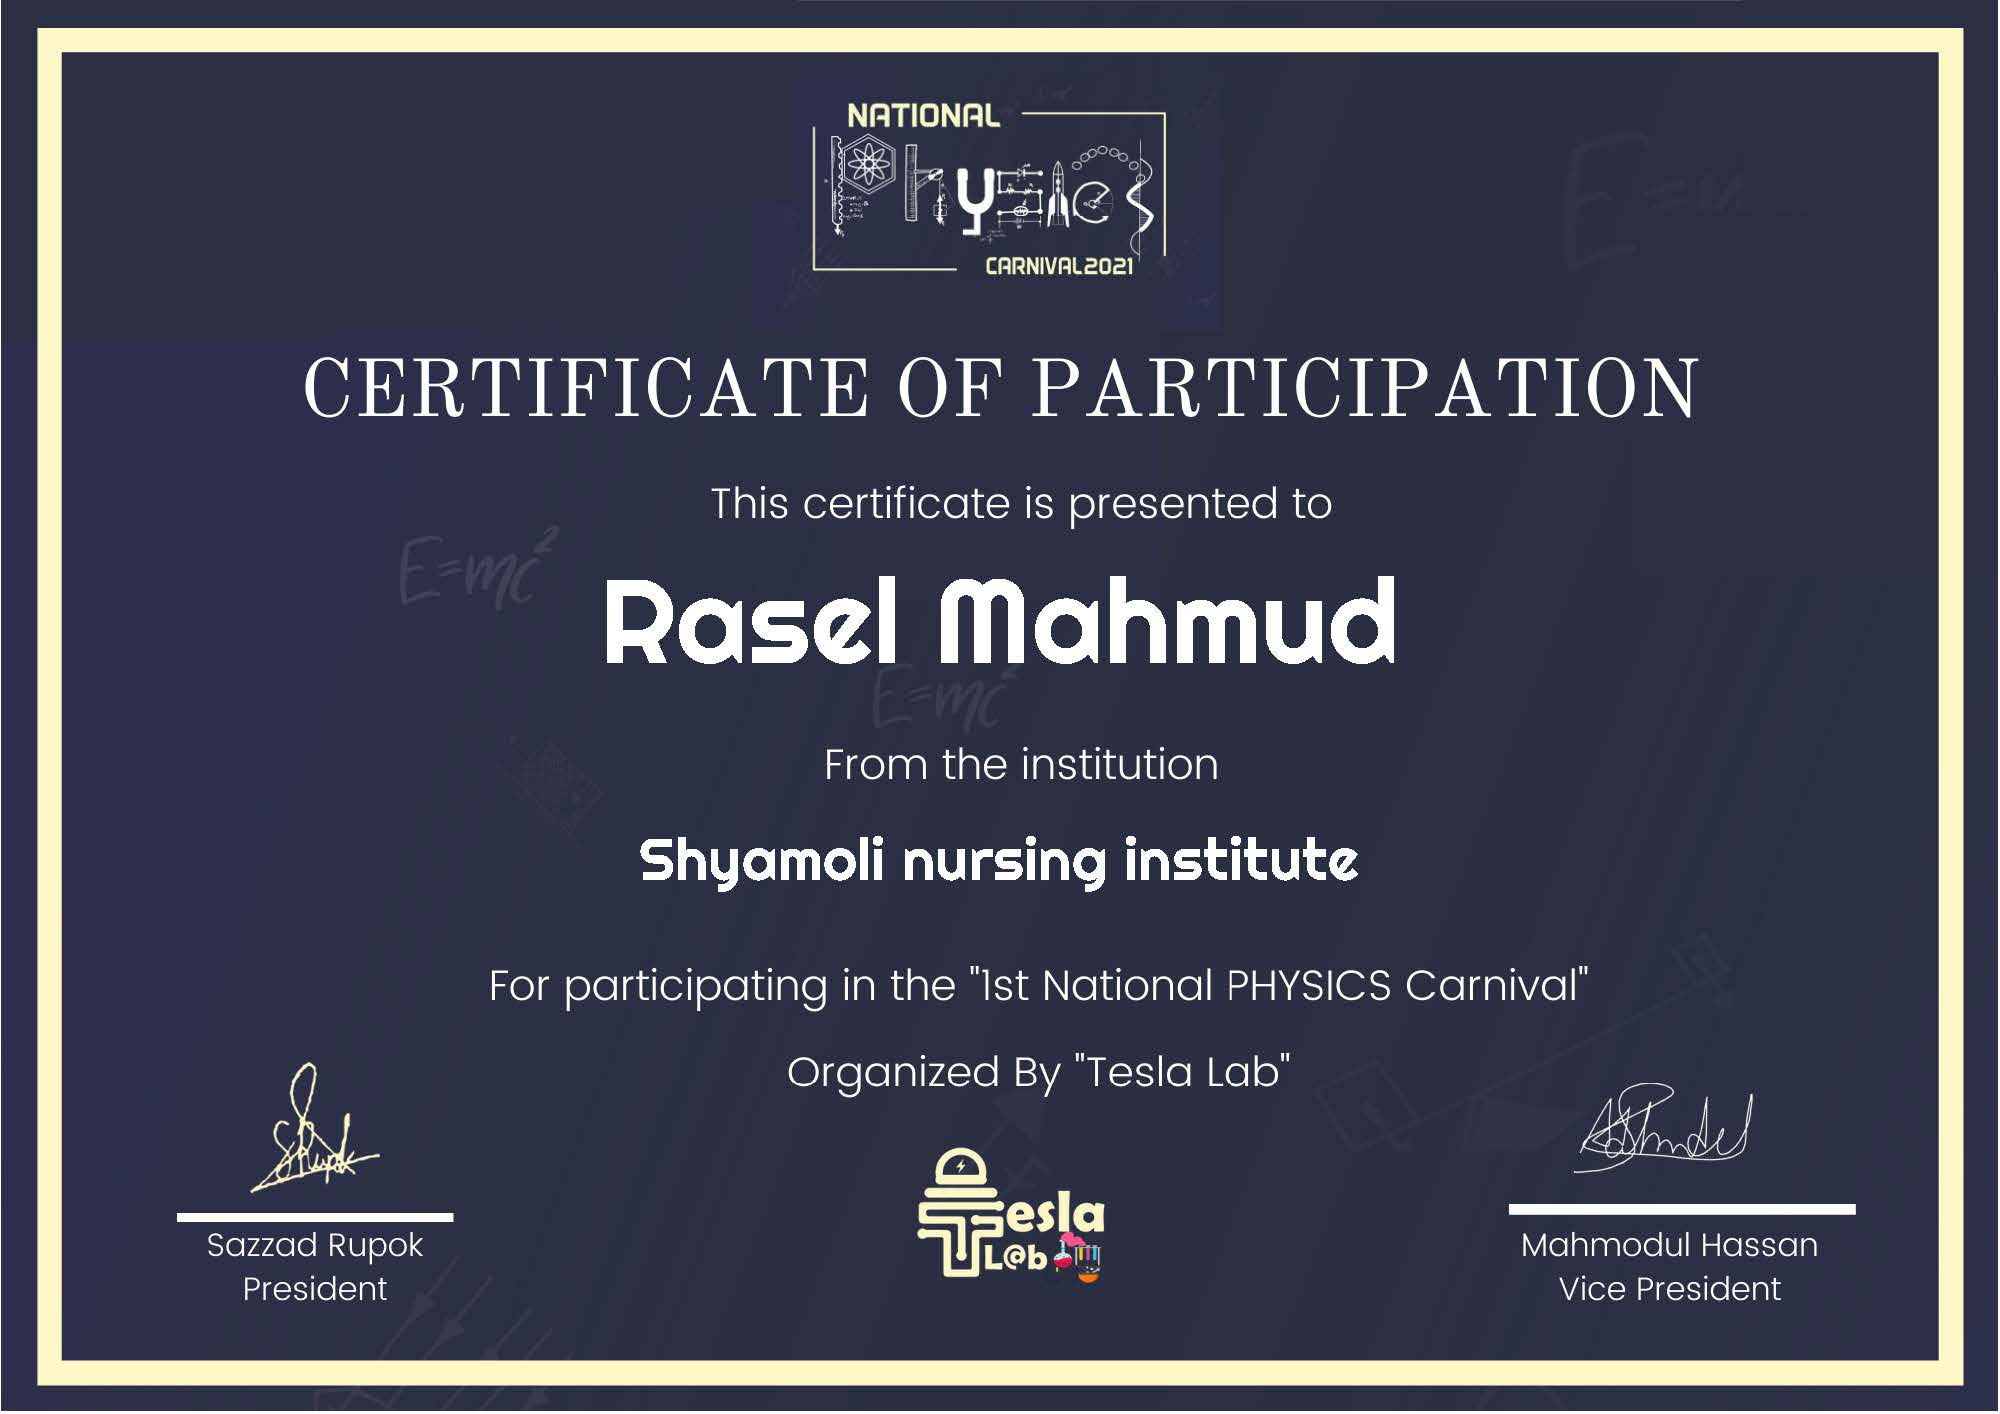 NATIONAL
PHysics
CARNIVAL2021
CERTIFICATE OF PARTICIPATION
This certificate is presented to
E=mc²
Rasel Mahmud
E=mc²
From the institution
Shyamoli nursing institute
For participating in the "1st National PHYSICS Carnival"
Organized By "Tesla Lab"
Tesla
L@b
Sazzad Rupok
President
Mahmodul Hassan
Vice President